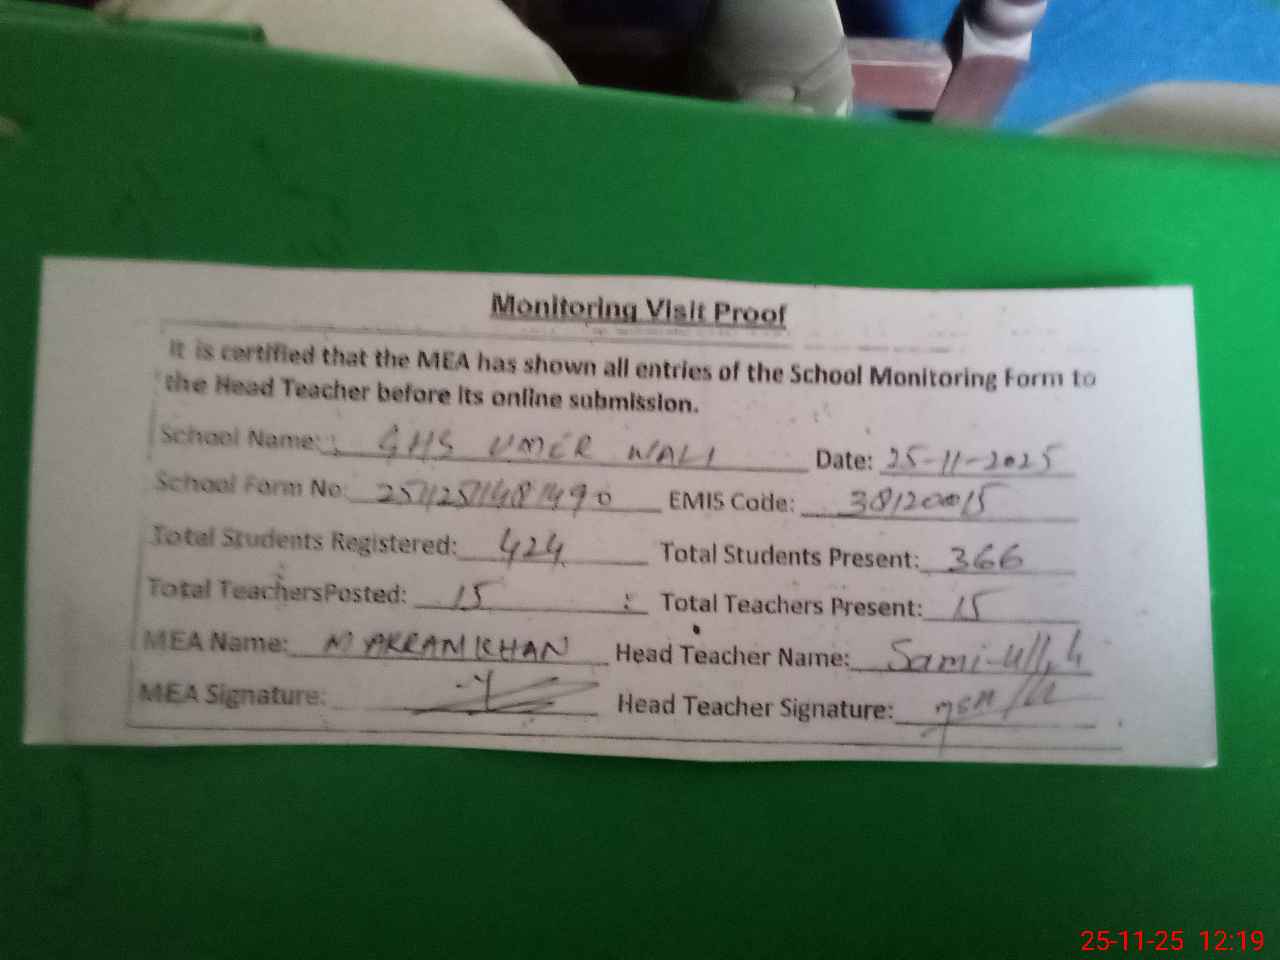 Monitoring Visit Proof
It is certified that the MEA has shown all entries of the School Monitoring Form to
the Head Teacher before its online submission.
School Name: GHS UMER WALI Date: 25-11-2025
School Form No: EMIS Code:
Total Students Registered: 424 Total Students Present: 366
Total TeachersPosted: 15 Total Teachers Present: 15
MEA Name: M AKRAM KHAN Head Teacher Name: Sami-ullah
MEA Signature: Head Teacher Signature:
25-11-25 12:19